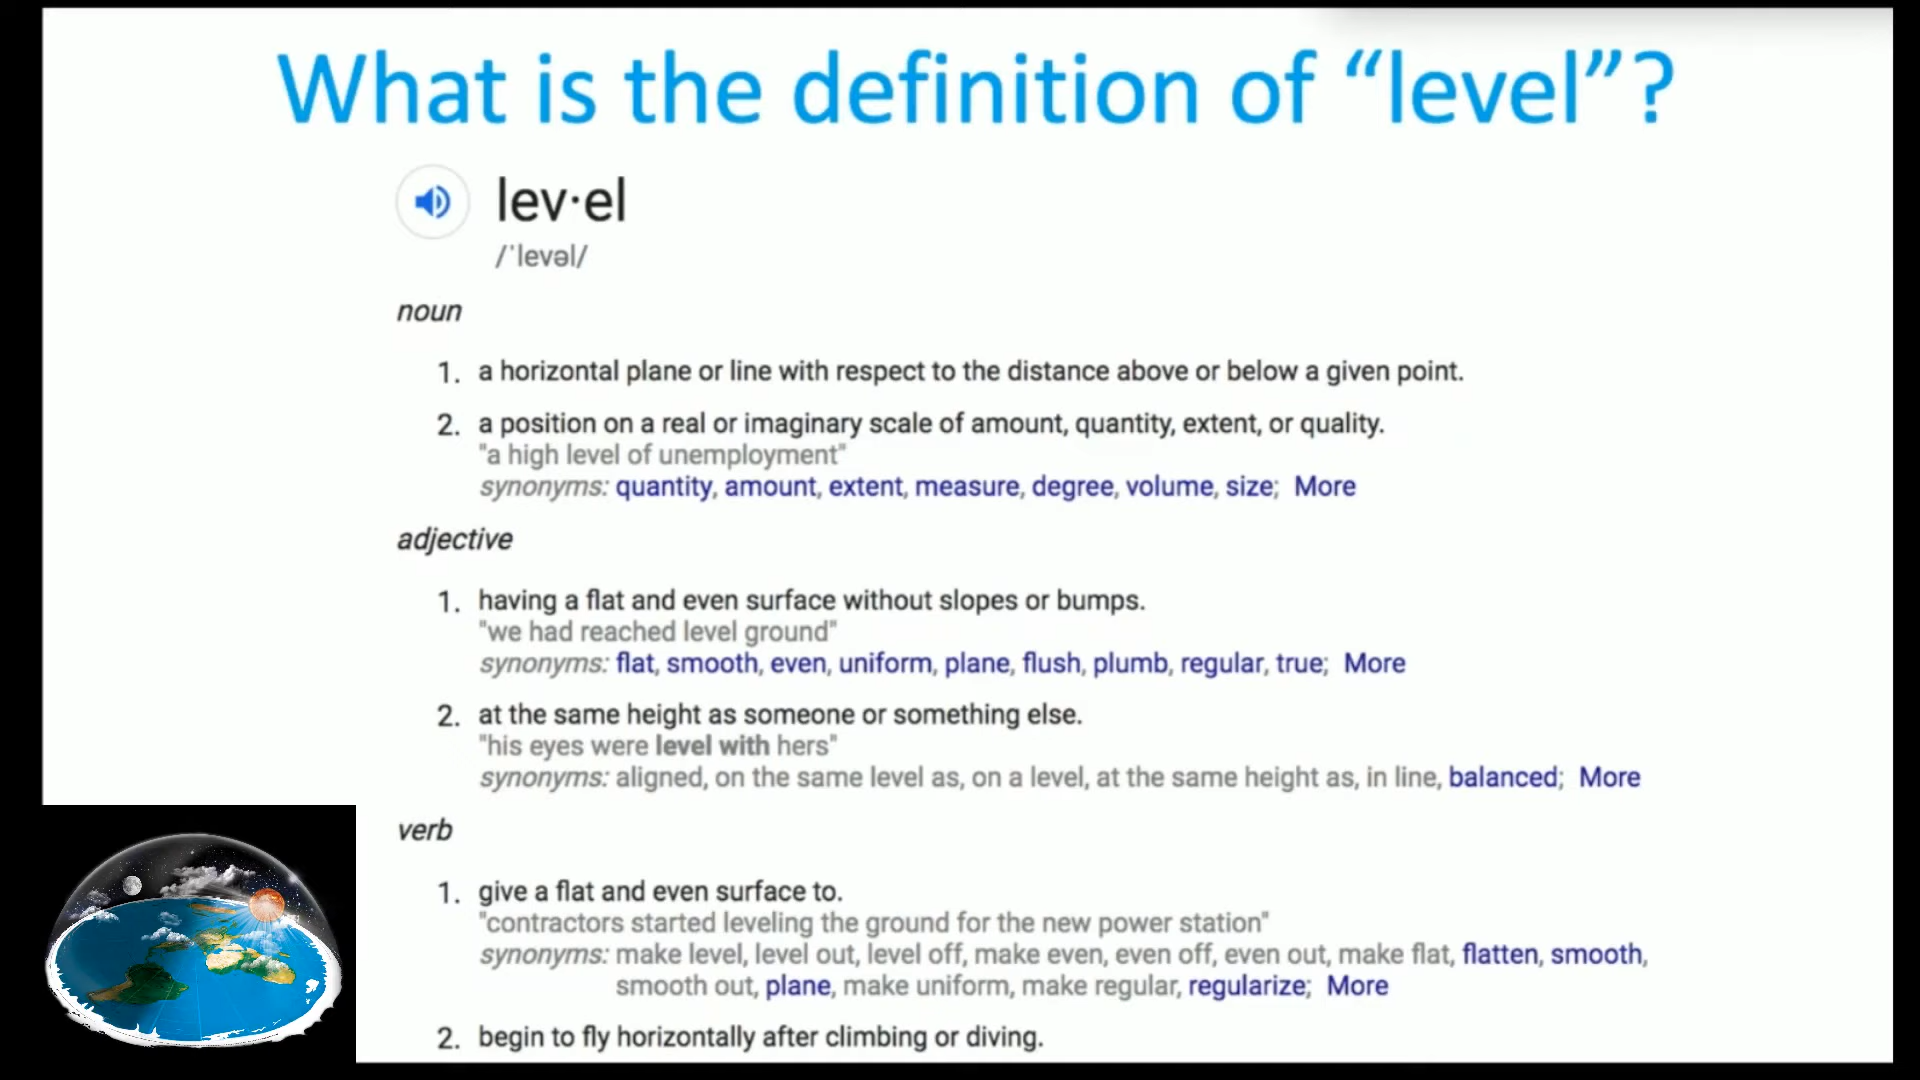 What is the definition of “level”?
lev·el
/ˈlevəl/
noun
1. a horizontal plane or line with respect to the distance above or below a given point.
2. a position on a real or imaginary scale of amount, quantity, extent, or quality.
"a high level of unemployment"
synonyms: quantity, amount, extent, measure, degree, volume, size; More
adjective
1. having a flat and even surface without slopes or bumps.
"we had reached level ground"
synonyms: flat, smooth, even, uniform, plane, flush, plumb, regular, true; More
2. at the same height as someone or something else.
"his eyes were level with hers"
synonyms: aligned, on the same level as, on a level, at the same height as, in line, balanced; More
verb
1. give a flat and even surface to.
"contractors started leveling the ground for the new power station"
synonyms: make level, level out, level off, make even, even off, even out, make flat, flatten, smooth,
smooth out, plane, make uniform, make regular, regularize; More
2. begin to fly horizontally after climbing or diving.